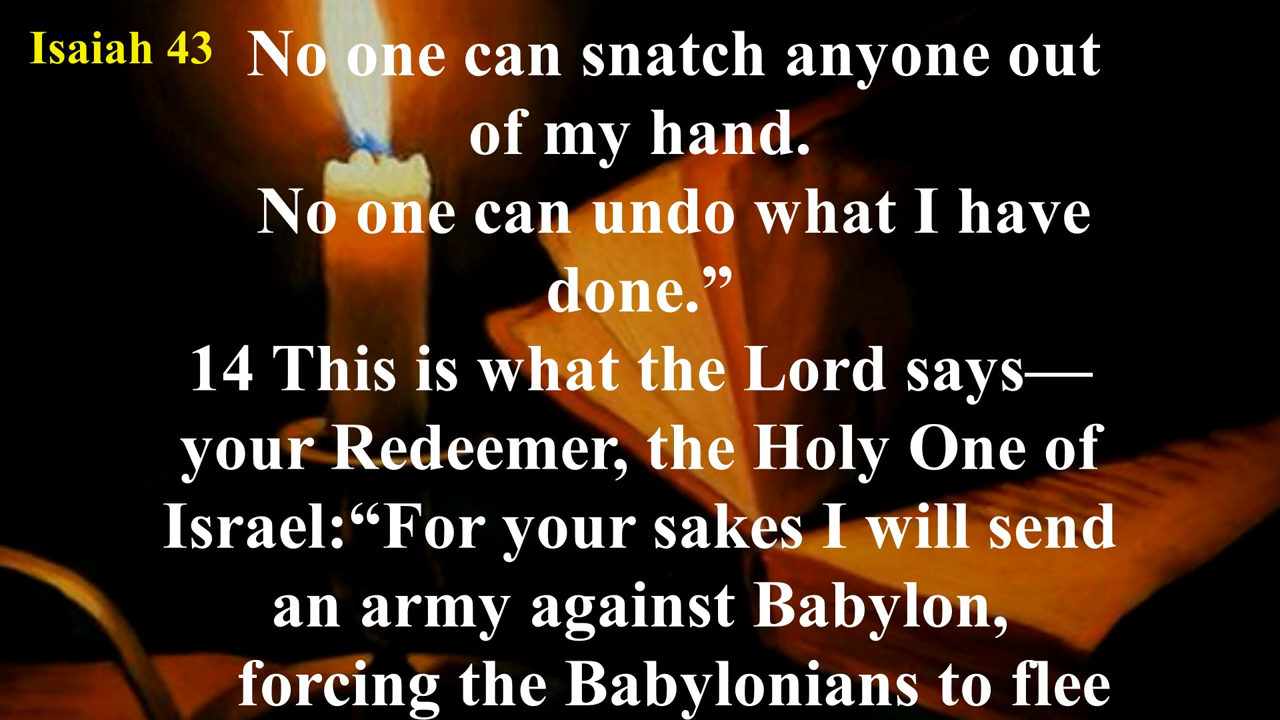 Isaiah 43
No one can snatch anyone out
of my hand.
No one can undo what I have
done.”
14 This is what the Lord says—
your Redeemer, the Holy One of
Israel:“For your sakes I will send
an army against Babylon,
forcing the Babylonians to flee